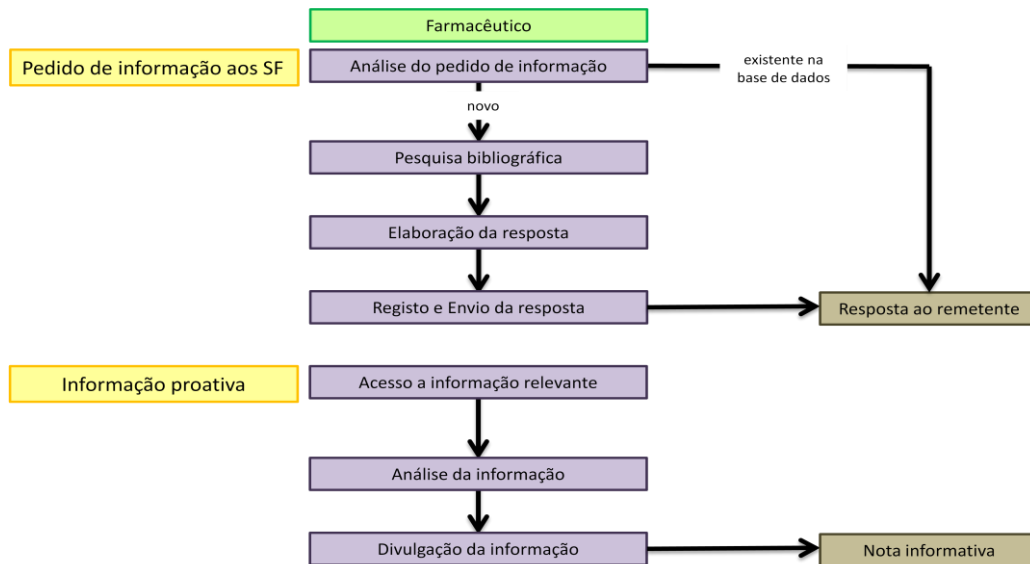 Farmacêutico
Pedido de informação aos SF
Análise do pedido de informação
existente na
base de dados
novo
Pesquisa bibliográfica
Elaboração da resposta
Registo e Envio da resposta
Resposta ao remetente
Informação proativa
Acesso a informação relevante
Análise da informação
Divulgação da informação
Nota informativa